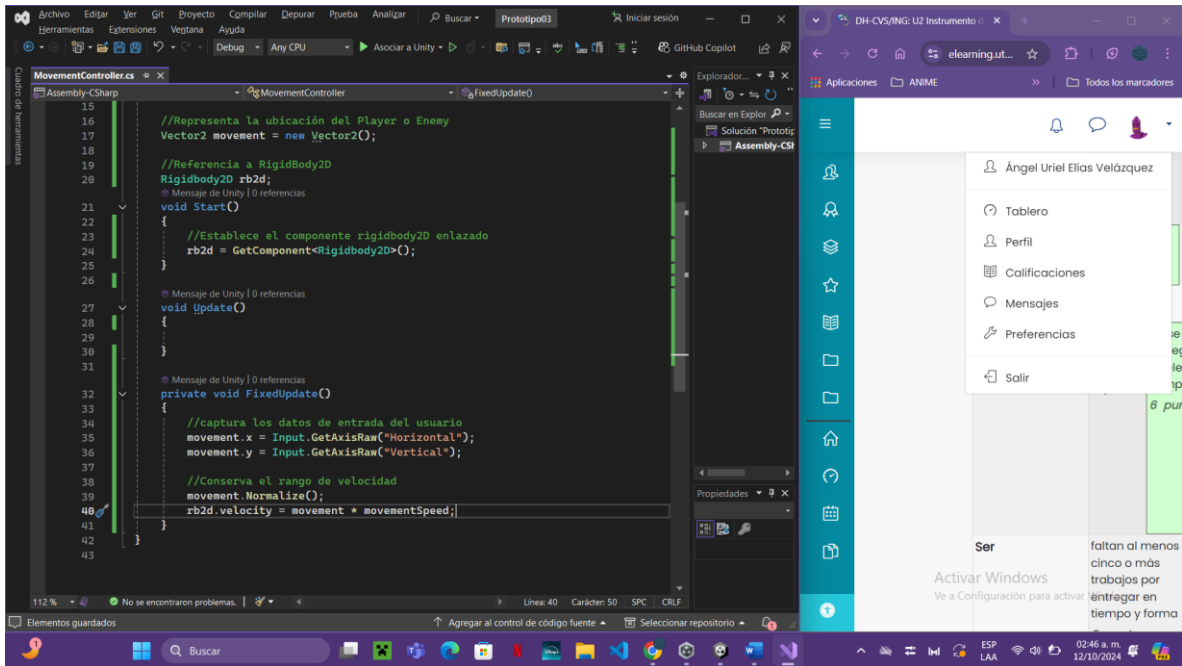 Archivo Editar Ver Git Proyecto Compilar Depurar Prueba Analizar Buscar Prototipo03 Iniciar sesión
Herramientas Extensiones Ventana Ayuda
Debug Any CPU Asociar a Unity GitHub Copilot
Cuadro de herramientas
MovementController.cs
Assembly-CSharp MovementController FixedUpdate()
15
16 //Representa la ubicación del Player o Enemy
17 Vector2 movement = new Vector2();
18
19 //Referencia a RigidBody2D
20 Rigidbody2D rb2d;
Mensaje de Unity | 0 referencias
21 void Start()
22 {
23 //Establece el componente rigidbody2D enlazado
24 rb2d = GetComponent<Rigidbody2D>();
25 }
26
Mensaje de Unity | 0 referencias
27 void Update()
28 {
29
30 }
31
Mensaje de Unity | 0 referencias
32 private void FixedUpdate()
33 {
34 //captura los datos de entrada del usuario
35 movement.x = Input.GetAxisRaw("Horizontal");
36 movement.y = Input.GetAxisRaw("Vertical");
37
38 //Conserva el rango de velocidad
39 movement.Normalize();
40 rb2d.velocity = movement * movementSpeed;
41 }
42 }
43
112 % No se encontraron problemas. Línea: 40 Carácter: 50 SPC CRLF
Elementos guardados Agregar al control de código fuente Seleccionar repositorio
Explorador...
Buscar en Explor
Solución "Prototip
Assembly-CSh
Propiedades
DH-CVS/ING: U2 Instrumento d
elearning.ut...
Aplicaciones ANIME Todos los marcadores
Ángel Uriel Elías Velázquez
Tablero
Perfil
Calificaciones
Mensajes
Preferencias
Salir
6 pun
Ser
faltan al menos
cinco o más
trabajos por
entregar en
tiempo y forma
Activar Windows
Ve a Configuración para activar
Buscar
ESP
LAA
02:46 a. m.
12/10/2024